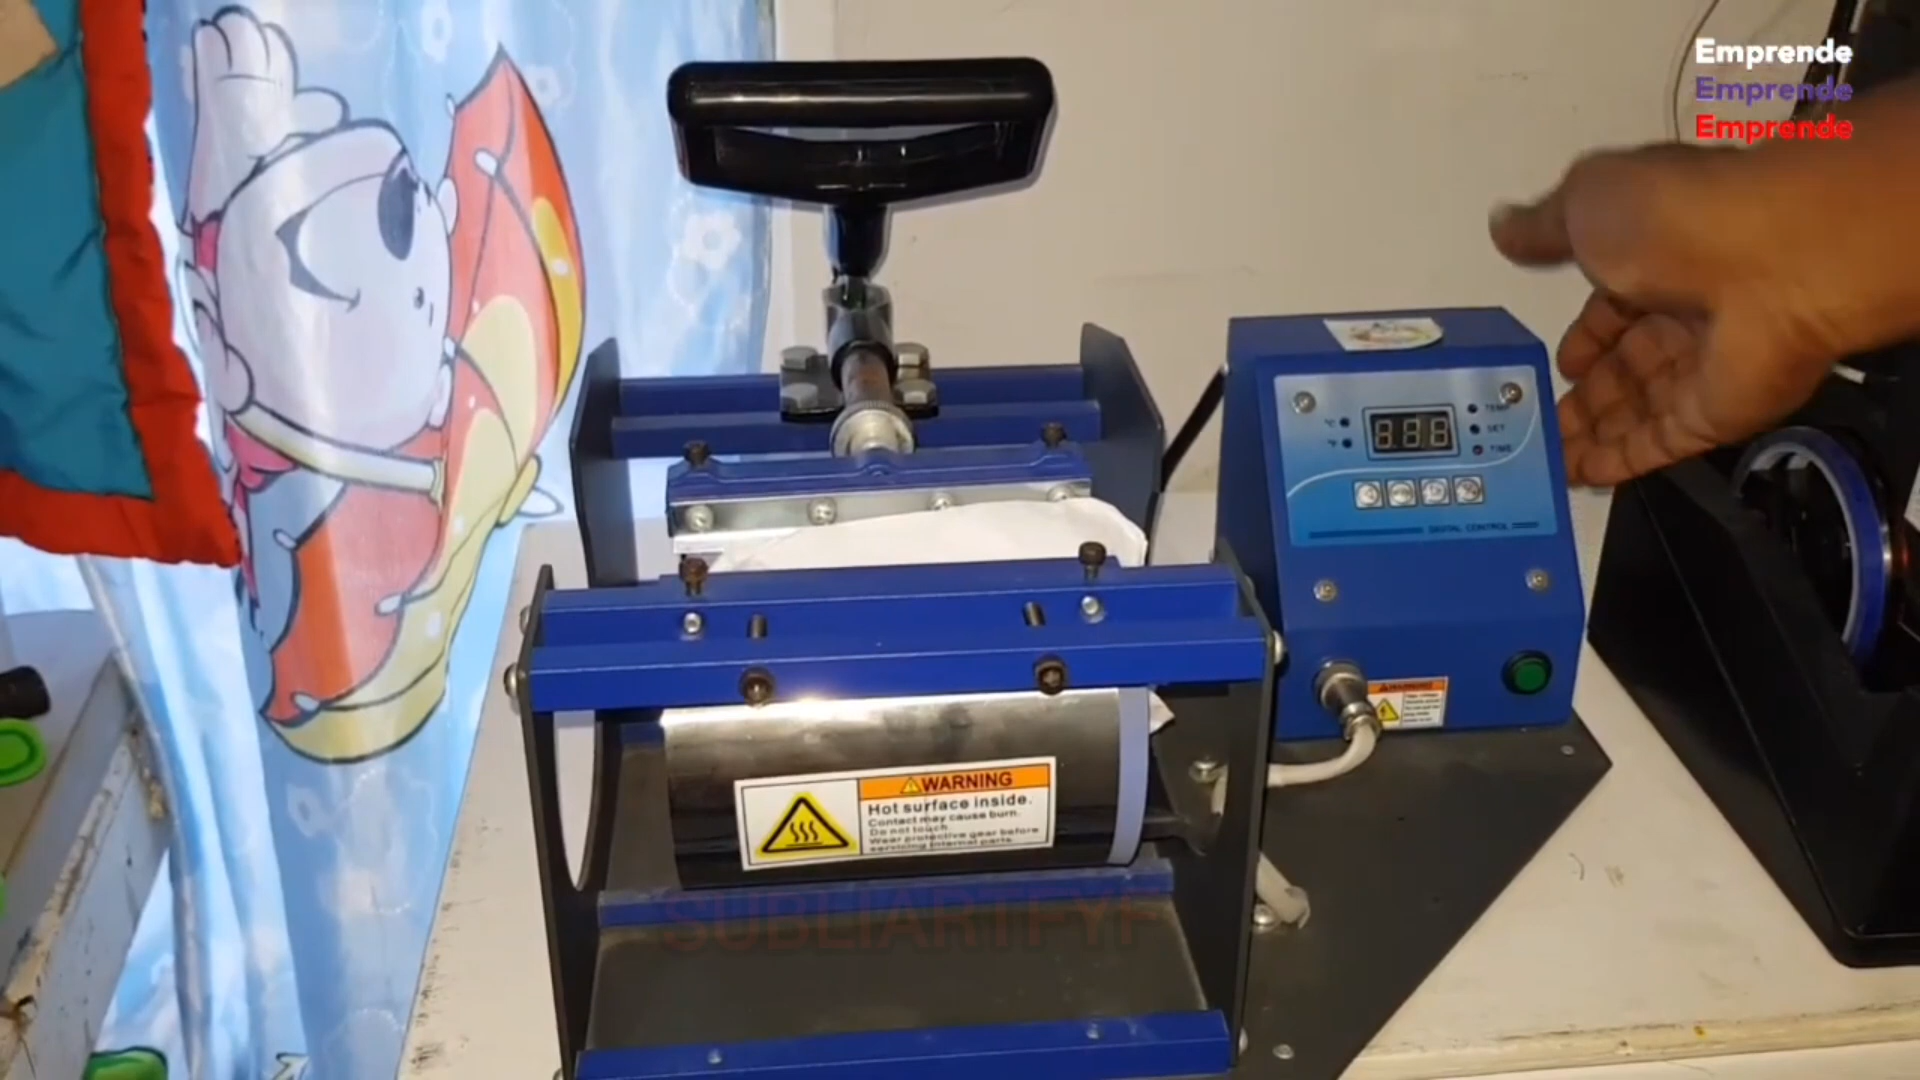 Emprende
Emprende
Emprende
TEMP
SET
TIME
°C
°F
DIGITAL CONTROL
WARNING
WARNING
Hot surface inside.
Contact may cause burn.
Do not touch
Wear protective gear before
servicing internal parts.
SUBLIARTFYF